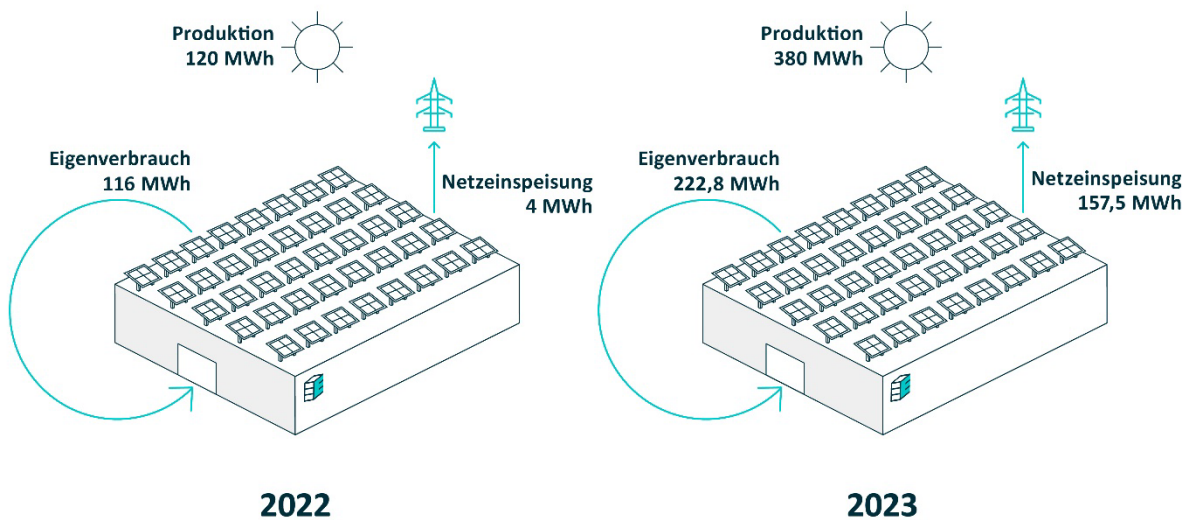 Produktion
120 MWh
Eigenverbrauch
116 MWh
Netzeinspeisung
4 MWh
2022
Produktion
380 MWh
Eigenverbrauch
222,8 MWh
Netzeinspeisung
157,5 MWh
2023